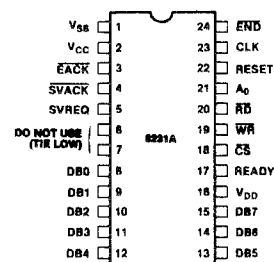 VSS 1 24 END
VCC 2 23 CLK
EACK 3 22 RESET
SVACK 4 21 A0
SVREQ 5 20 RD
DO NOT USE (TIE LOW) 6 19 WR
7 8231A 18 CS
DB0 8 17 READY
DB1 9 16 VDD
DB2 10 15 DB7
DB3 11 14 DB6
DB4 12 13 DB5